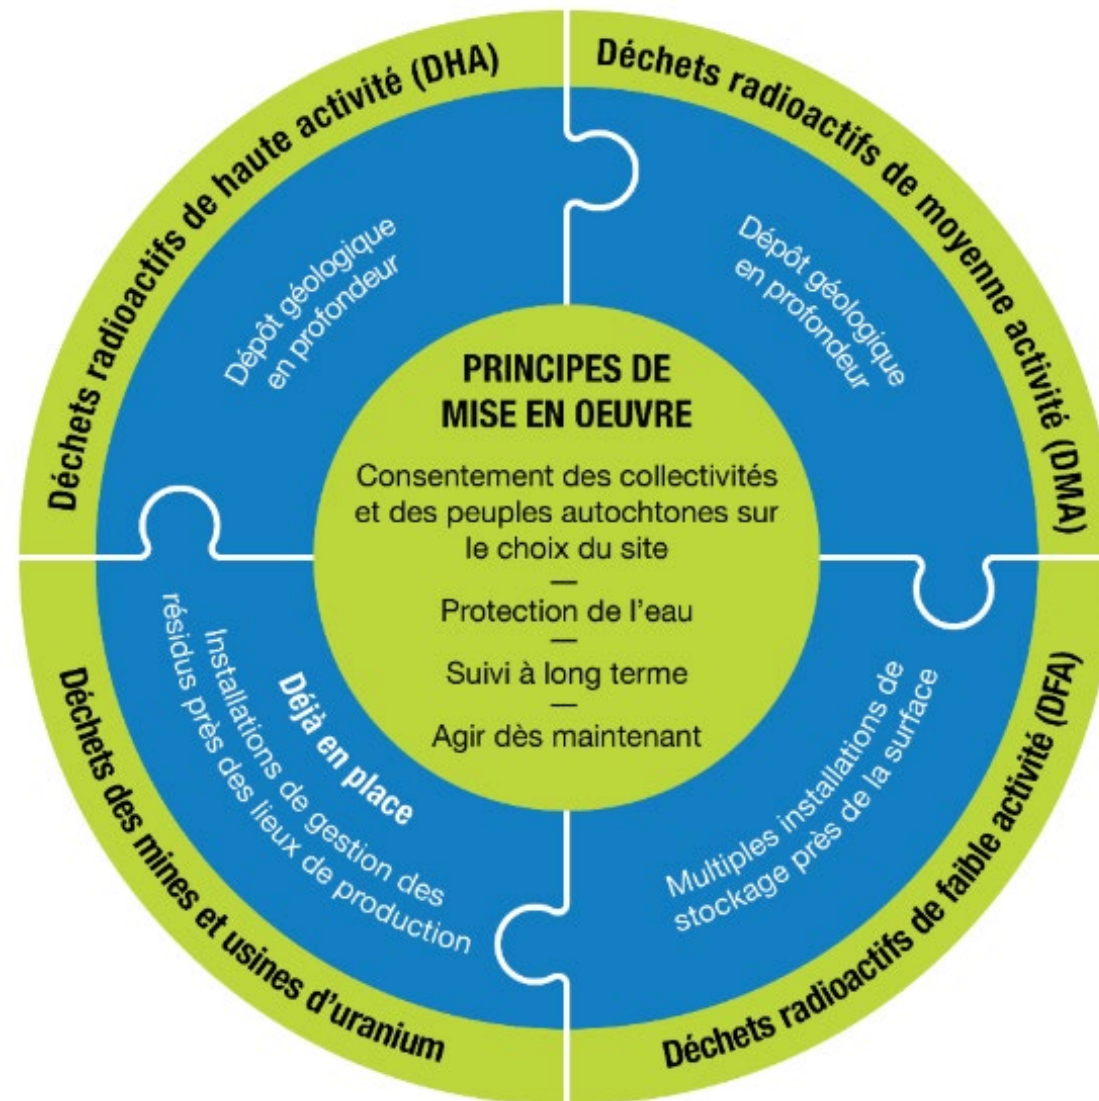 Déchets radioactifs de haute activité (DHA)
Dépôt géologique
en profondeur
Déchets radioactifs de moyenne activité (DMA)
Dépôt géologique
en profondeur
PRINCIPES DE
MISE EN OEUVRE
Consentement des collectivités
et des peuples autochtones sur
le choix du site
—
Protection de l'eau
—
Suivi à long terme
—
Agir dès maintenant
Déchets des mines et usines d'uranium
Déjà en place
Installations de gestion des
résidus près des lieux de production
Déchets radioactifs de faible activité (DFA)
Multiples installations de
stockage près de la surface